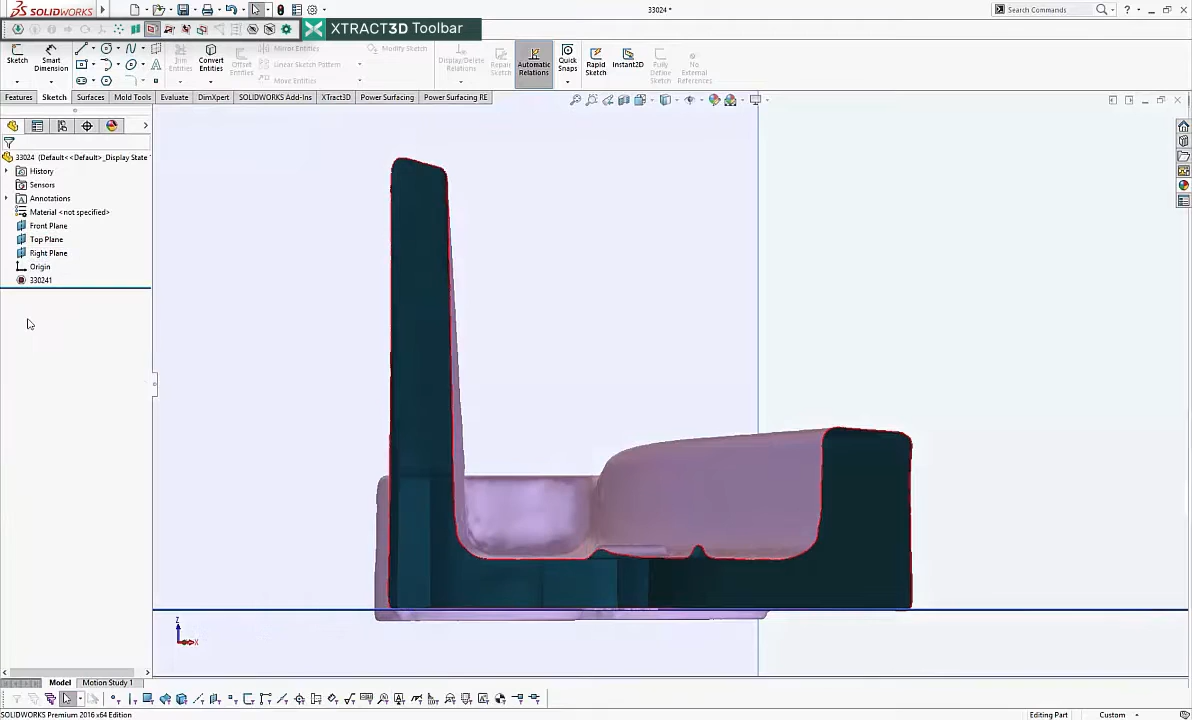 SOLIDWORKS
33024 *
Search Commands
XTRACT3D Toolbar
Sketch
Smart Dimension
Trim Entities
Convert Entities
Offset Entities
Mirror Entities
Linear Sketch Pattern
Move Entities
Modify Sketch
Display/Delete Relations
Repair Sketch
Automatic Relations
Quick Snaps
Rapid Sketch
Instant2D
Fully Define Sketch
No External References
Features
Sketch
Surfaces
Mold Tools
Evaluate
DimXpert
SOLIDWORKS Add-Ins
XTract3D
Power Surfacing
Power Surfacing RE
33024 (Default<<Default>_Display State
History
Sensors
Annotations
Material <not specified>
Front Plane
Top Plane
Right Plane
Origin
330241
Z
X
Model
Motion Study 1
SOLIDWORKS Premium 2016 x64 Edition
Editing Part
Custom